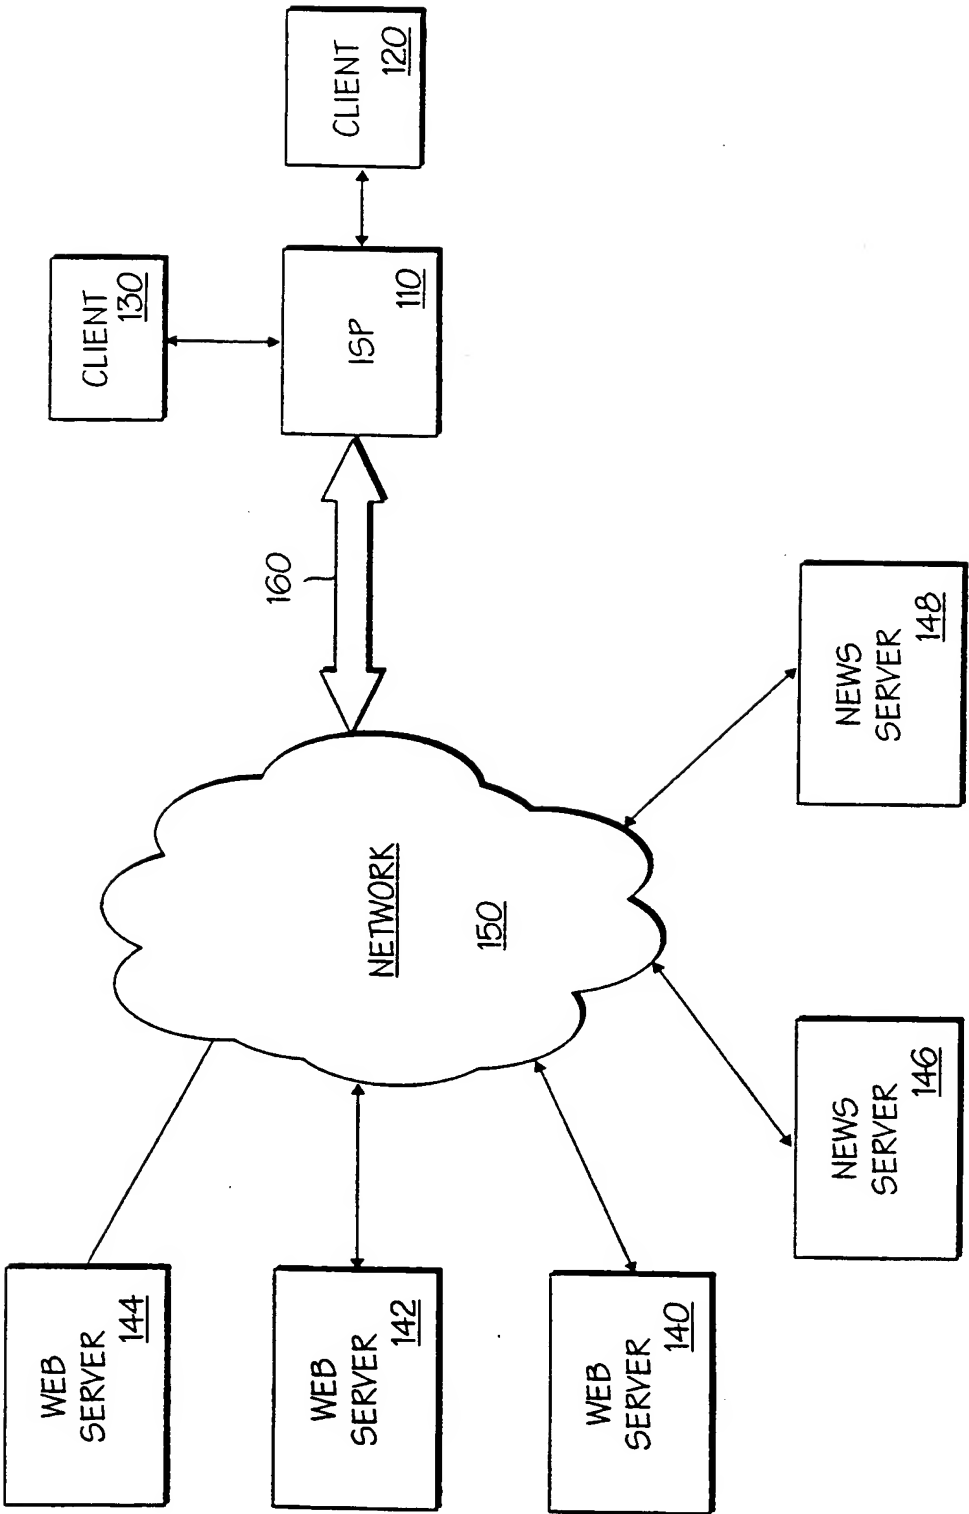 WEB
SERVER
144
WEB
SERVER
142
WEB
SERVER
140
NEWS
SERVER
146
NEWS
SERVER
148
NETWORK
150
160
CLIENT
130
ISP
110
CLIENT
120